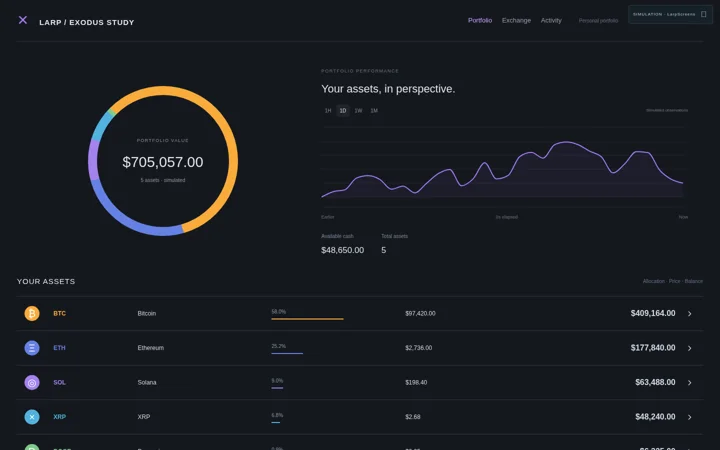 LARP / EXODUS STUDY
Portfolio
Exchange
Activity
Personal portfolio
SIMULATION · LarpScreens
PORTFOLIO PERFORMANCE
Your assets, in perspective.
1H
1D
1W
1M
Simulated observations
PORTFOLIO VALUE
$705,057.00
5 assets · simulated
Earlier
Now
Available cash
Total assets
$48,650.00
5
YOUR ASSETS
Allocation · Price · Balance
BTC
Bitcoin
58.0%
$97,420.00
$409,164.00
ETH
Ethereum
25.2%
$2,736.00
$177,840.00
SOL
Solana
9.0%
$198.40
$63,488.00
XRP
XRP
6.8%
$2.68
$48,240.00